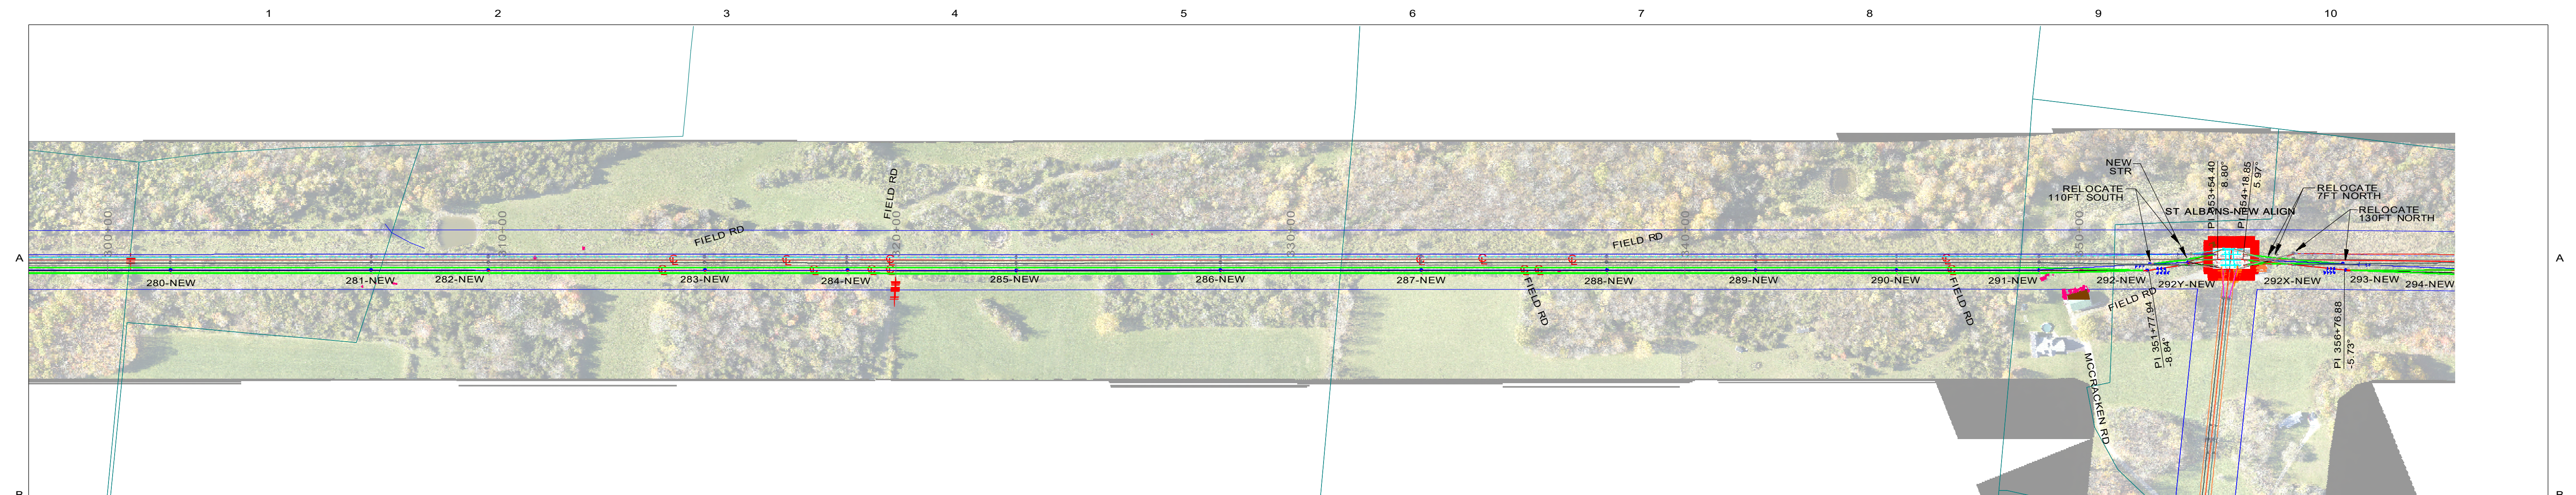 1
2
3
4
5
6
7
8
9
10
A
A
B
B
300+00
310+00
320+00
330+00
340+00
350+00
FIELD RD
FIELD RD
FIELD RD
FIELD RD
FIELD RD
FIELD RD
280-NEW
281-NEW
282-NEW
283-NEW
284-NEW
285-NEW
286-NEW
287-NEW
288-NEW
289-NEW
290-NEW
291-NEW
292-NEW
292Y-NEW
292X-NEW
293-NEW
294-NEW
NEW
STR
RELOCATE
110FT SOUTH
ST ALBANS-NEW ALIGN
PI 353+54.40
8.80°
PI 354+18.85
5.97°
RELOCATE
7FT NORTH
RELOCATE
130FT NORTH
PI 351+77.94
-8.84°
PI 356+76.88
-5.73°
MCCRACKEN RD